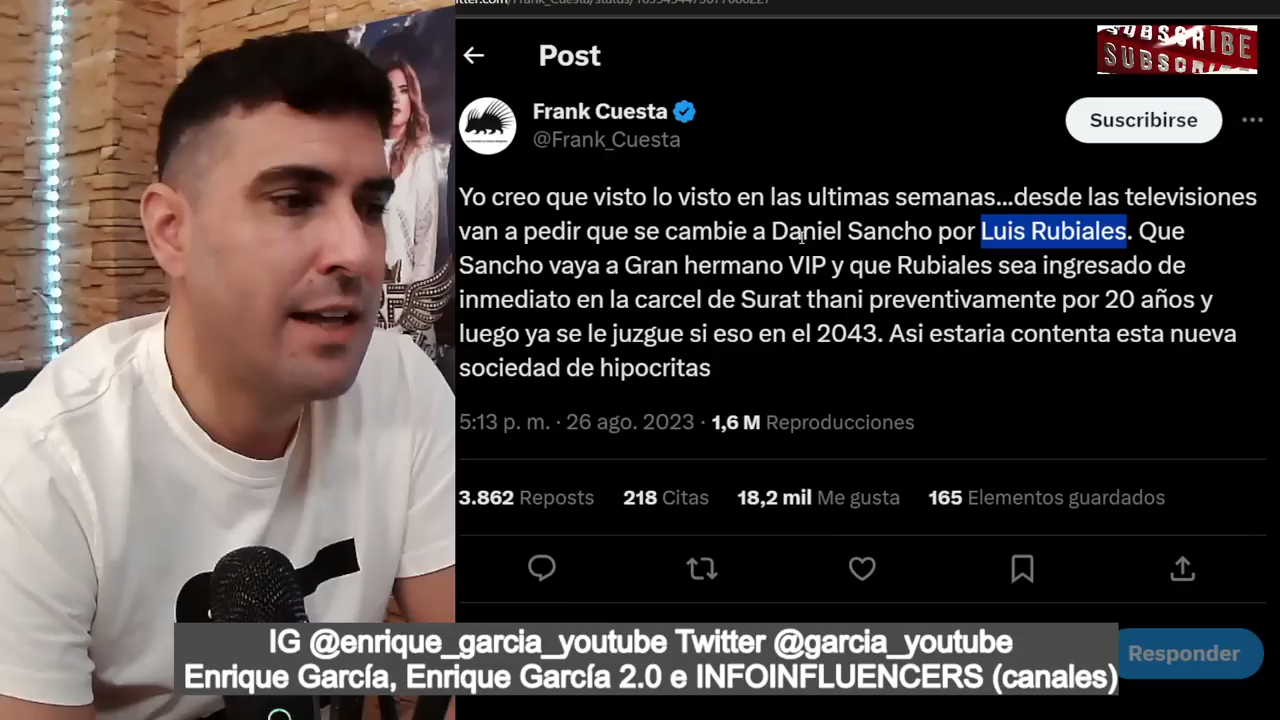 Post
SUBSCRIBE
SUBSCRIBE
Frank Cuesta
@Frank_Cuesta
Suscribirse
Yo creo que visto lo visto en las ultimas semanas...desde las televisiones
van a pedir que se cambie a Daniel Sancho por Luis Rubiales. Que
Sancho vaya a Gran hermano VIP y que Rubiales sea ingresado de
inmediato en la carcel de Surat thani preventivamente por 20 años y
luego ya se le juzgue si eso en el 2043. Asi estaria contenta esta nueva
sociedad de hipocritas
5:13 p. m. · 26 ago. 2023 · 1,6 M Reproducciones
3.862 Reposts 218 Citas 18,2 mil Me gusta 165 Elementos guardados
IG @enrique_garcia_youtube Twitter @garcia_youtube
Enrique García, Enrique García 2.0 e INFOINFLUENCERS (canales)
Responder